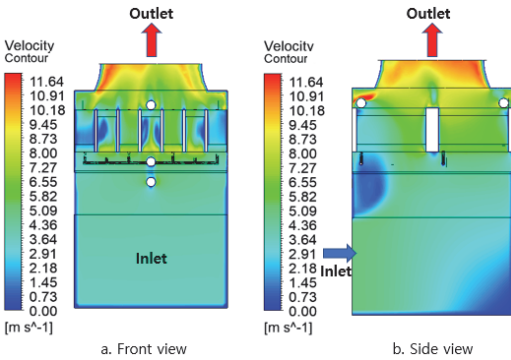 Outlet
Outlet
Velocity
Contour
11.64
10.91
10.18
9.45
8.73
8.00
7.27
6.55
5.82
5.09
4.36
3.64
2.91
2.18
1.45
0.73
0.00
[m s^-1]
Inlet
a. Front view
Velocity
Contour
11.64
10.91
10.18
9.45
8.73
8.00
7.27
6.55
5.82
5.09
4.36
3.64
2.91
2.18
1.45
0.73
0.00
[m s^-1]
Inlet
b. Side view